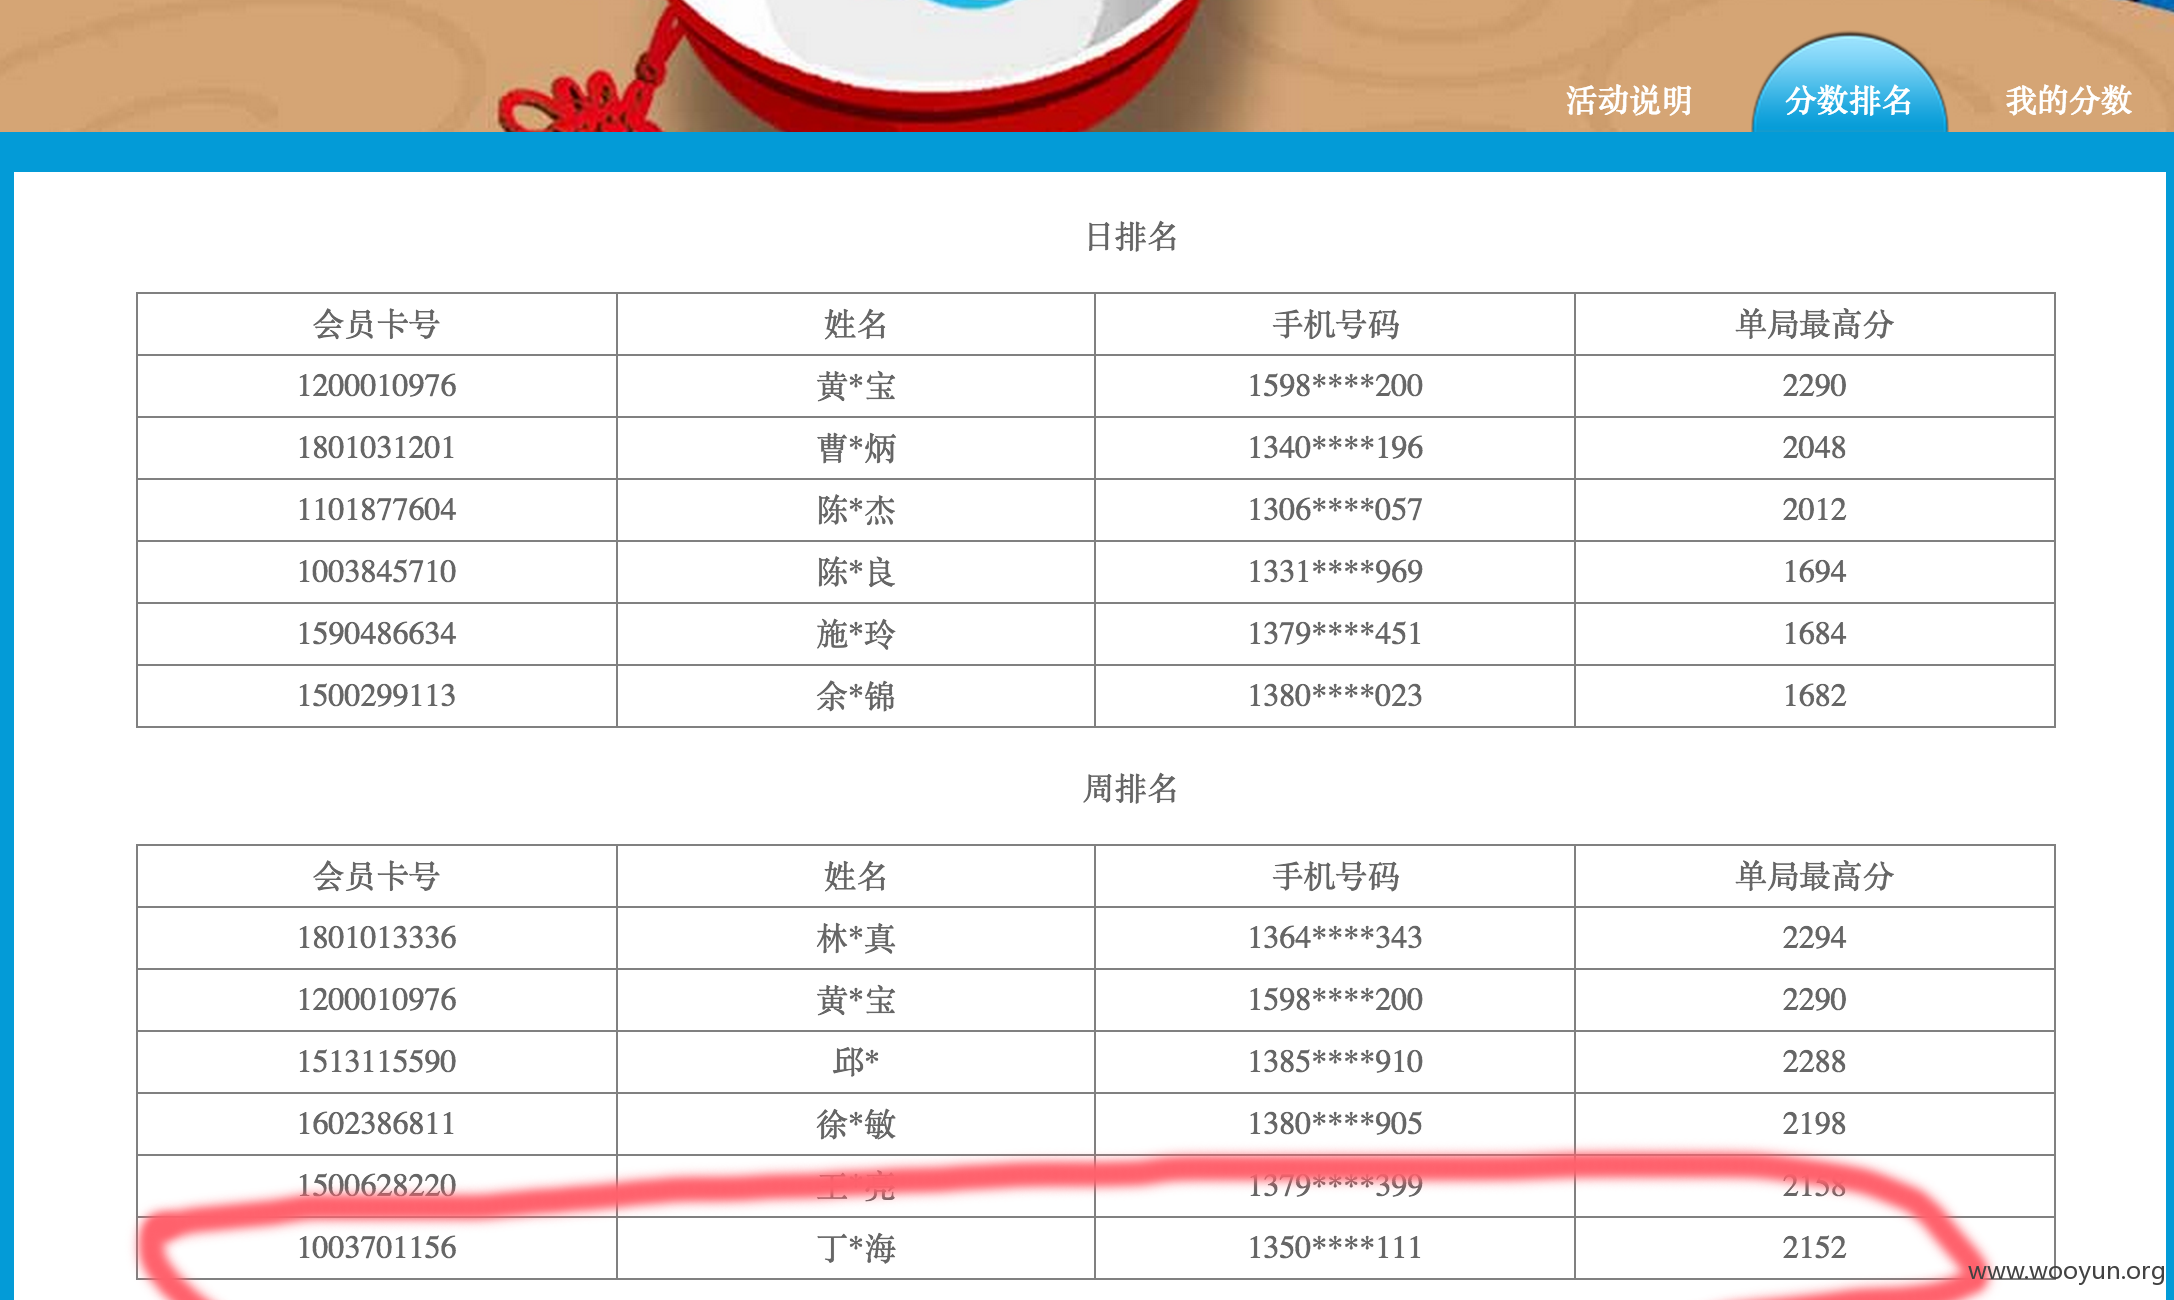 活动说明 分数排名 我的分数
日排名
会员卡号 姓名 手机号码 单局最高分
1200010976 黄*宝 1598****200 2290
1801031201 曹*炳 1340****196 2048
1101877604 陈*杰 1306****057 2012
1003845710 陈*良 1331****969 1694
1590486634 施*玲 1379****451 1684
1500299113 余*锦 1380****023 1682
周排名
会员卡号 姓名 手机号码 单局最高分
1801013336 林*真 1364****343 2294
1200010976 黄*宝 1598****200 2290
1513115590 邱* 1385****910 2288
1602386811 徐*敏 1380****905 2198
1500628220 1379****399 2158
1003701156 丁*海 1350****111 2152
www.wooyun.org